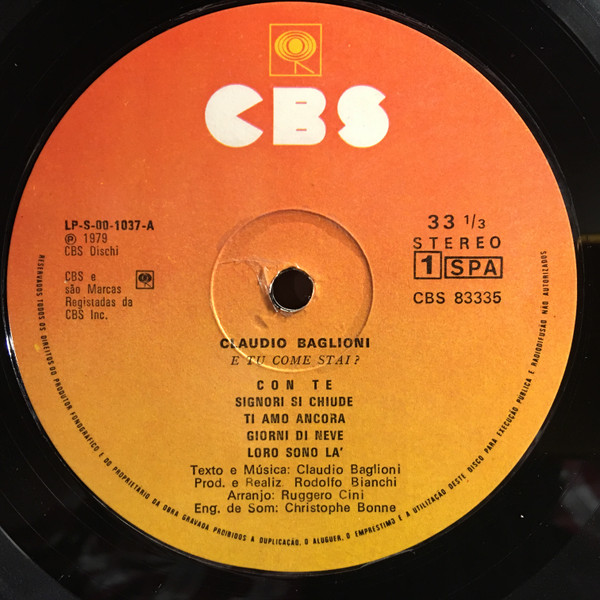 CBS
LP-S-00-1037-A
℗ 1979
CBS Dischi
CBS e
são Marcas
Registadas da
CBS Inc.
33 1/3
STEREO
1 SPA
CBS 83335
CLAUDIO BAGLIONI
E TU COME STAI?
CON TE
SIGNORI SI CHIUDE
TI AMO ANCORA
GIORNI DI NEVE
LORO SONO LA'
Texto e Música: Claudio Baglioni
Prod. e Realiz. Rodolfo Bianchi
Arranjo: Ruggero Cini
Eng. de Som: Christophe Bonne
RESERVADOS TODOS OS DIREITOS DO PRODUTOR FONOGRÁFICO E DO PROPRIETÁRIO DA OBRA GRAVADA PROIBIDOS A DUPLICAÇÃO, O ALUGUER, O EMPRÉSTIMO E A UTILIZAÇÃO DESTE DISCO PARA EXECUÇÃO PÚBLICA E RADIODIFUSÃO NÃO AUTORIZADOS